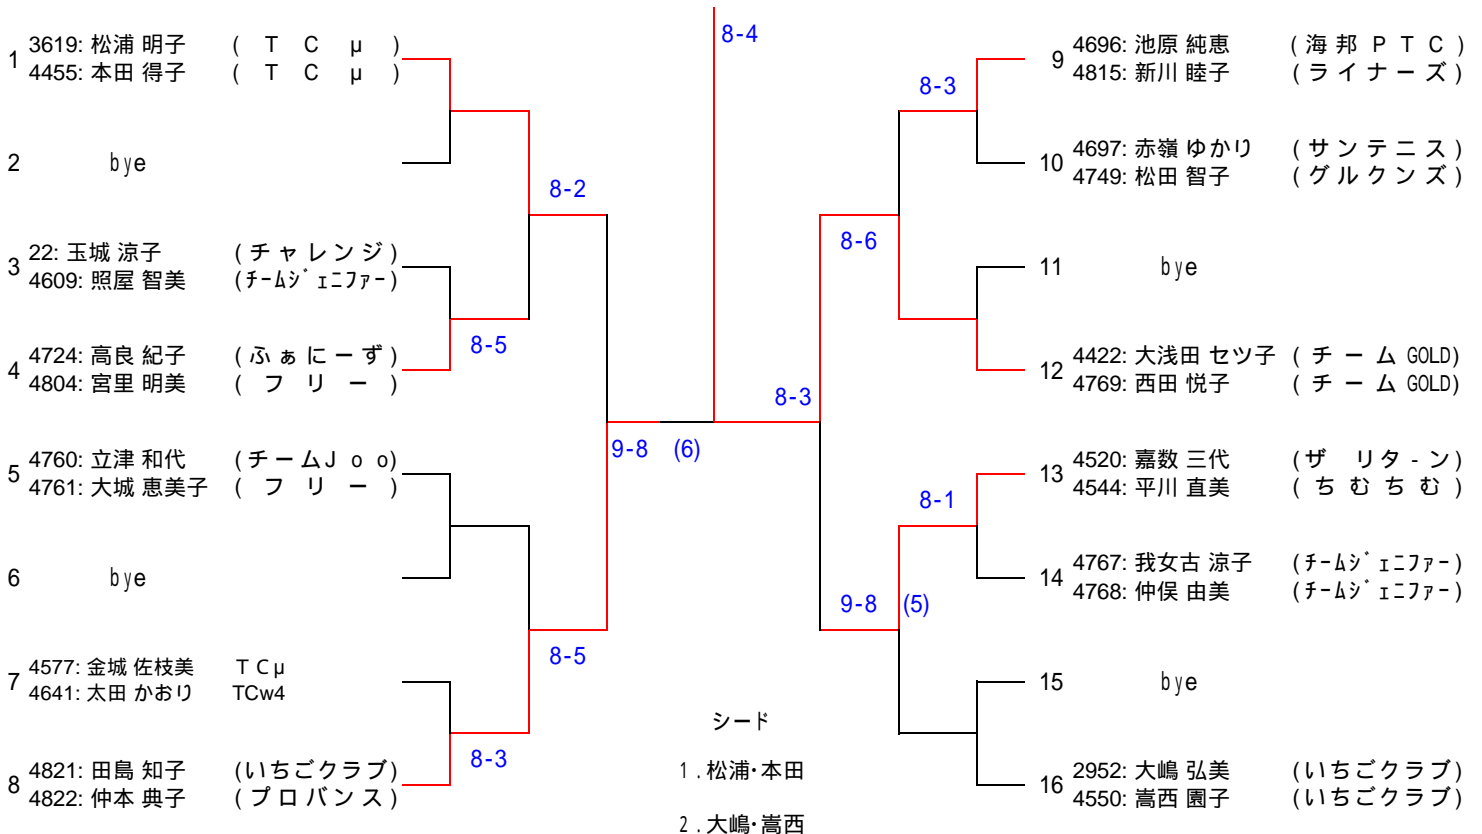 8-4
1
3619: 松浦 明子 ( T C μ )
4455: 本田 得子 ( T C μ )
2 bye
8-2
3
22: 玉城 涼子 (チャレンジ)
4609: 照屋 智美 (ﾁｰﾑｼﾞｪﾆﾌｧｰ)
8-5
4
4724: 高良 紀子 (ふぁにーず)
4804: 宮里 明美 ( フ リ ー )
9-8 (6)
5
4760: 立津 和代 (チームJ o o)
4761: 大城 恵美子 ( フ リ ー )
6 bye
8-5
7
4577: 金城 佐枝美 T C μ
4641: 太田 かおり TCw4
8-3
8
4821: 田島 知子 (いちごクラブ)
4822: 仲本 典子 (プロバンス)
9
4696: 池原 純恵 (海邦 P T C)
4815: 新川 睦子 (ライナーズ)
8-3
10
4697: 赤嶺 ゆかり (サンテニス)
4749: 松田 智子 (グルクンズ)
8-6
11 bye
12
4422: 大浅田 セツ子 (チーム GOLD)
4769: 西田 悦子 (チーム GOLD)
8-3
13
4520: 嘉数 三代 (ザ リタ-ン)
4544: 平川 直美 (ちむちむ)
8-1
14
4767: 我女古 涼子 (ﾁｰﾑｼﾞｪﾆﾌｧｰ)
4768: 仲俣 由美 (ﾁｰﾑｼﾞｪﾆﾌｧｰ)
9-8 (5)
15 bye
16
2952: 大嶋 弘美 (いちごクラブ)
4550: 嵩西 園子 (いちごクラブ)
シード
1 . 松浦・本田
2 . 大嶋・嵩西